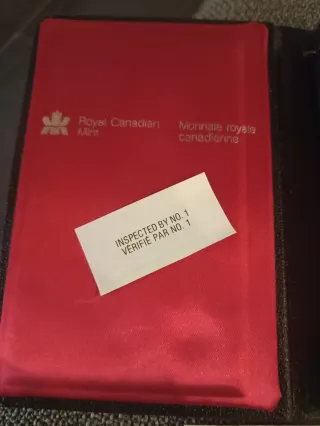 Royal Canadian
Mint
Monnaie royale
canadienne
INSPECTED BY NO. 1
VÉRIFIÉ PAR NO. 1